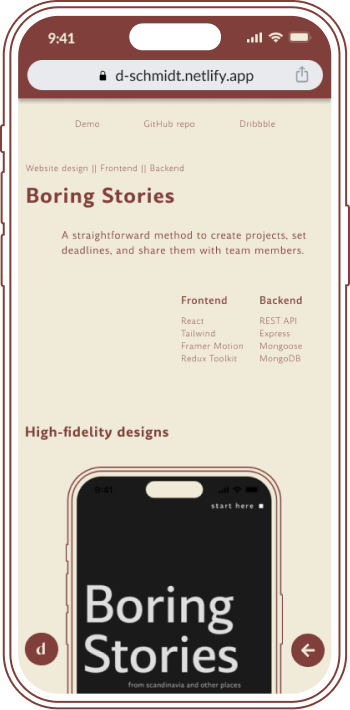 9:41
d-schmidt.netlify.app
Demo GitHub repo Dribbble
Website design || Frontend || Backend
Boring Stories
A straightforward method to create projects, set
deadlines, and share them with team members.
Frontend Backend
React REST API
Tailwind Express
Framer Motion Mongoose
Redux Toolkit MongoDB
High-fidelity designs
9:41
start here
Boring
Stories
from scandinavia and other places
d